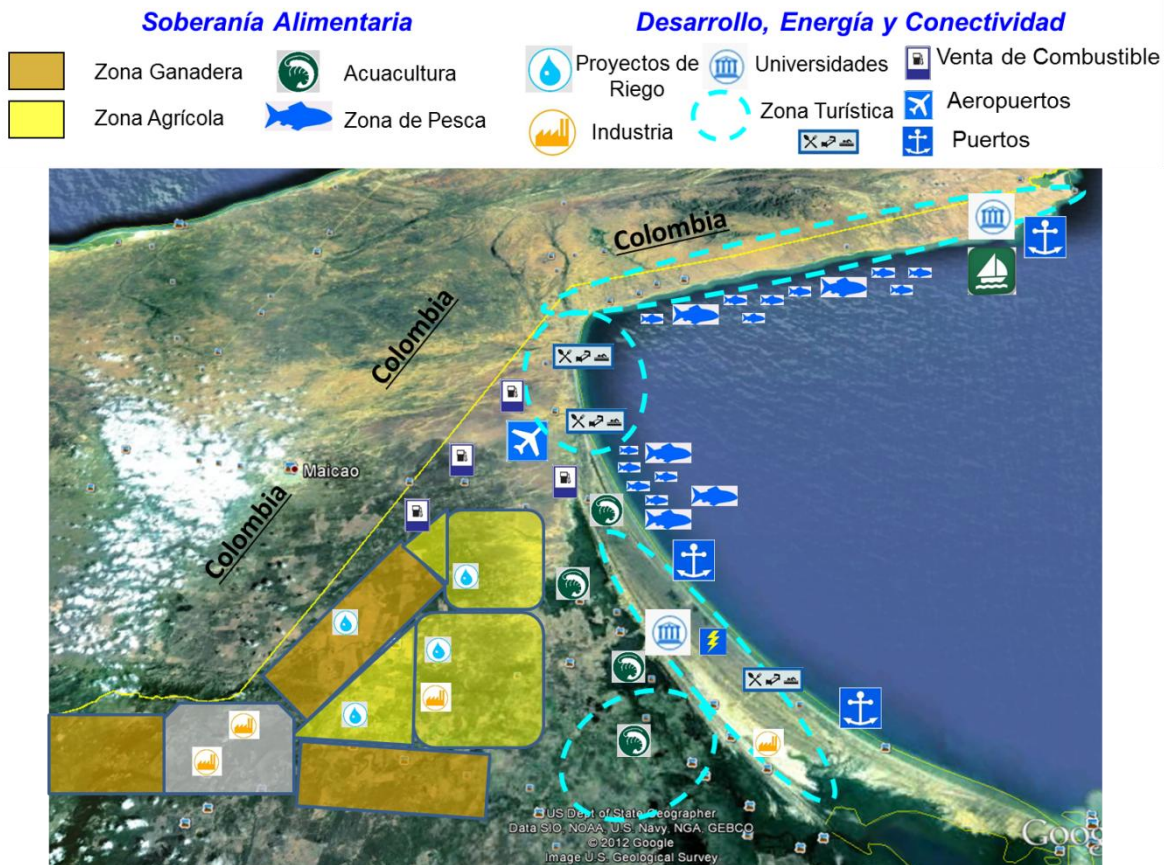 Soberanía Alimentaria
Desarrollo, Energía y Conectividad
Zona Ganadera
Acuacultura
Proyectos de
Riego
Universidades
Venta de Combustible
Zona Agrícola
Zona de Pesca
Industria
Zona Turística
Aeropuertos
Puertos
Colombia
Colombia
Maicao
Colombia
US Dept of State Geographer
Data SIO, NOAA, U.S. Navy, NGA, GEBCO
© 2012 Google
Image U.S. Geological Survey
Goog